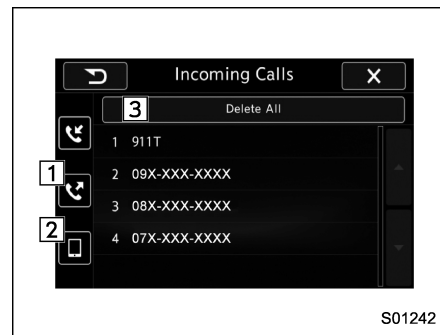 Incoming Calls
X
3
Delete All
1 911T
1
2 09X-XXX-XXXX
3 08X-XXX-XXXX
2
4 07X-XXX-XXXX
S01242